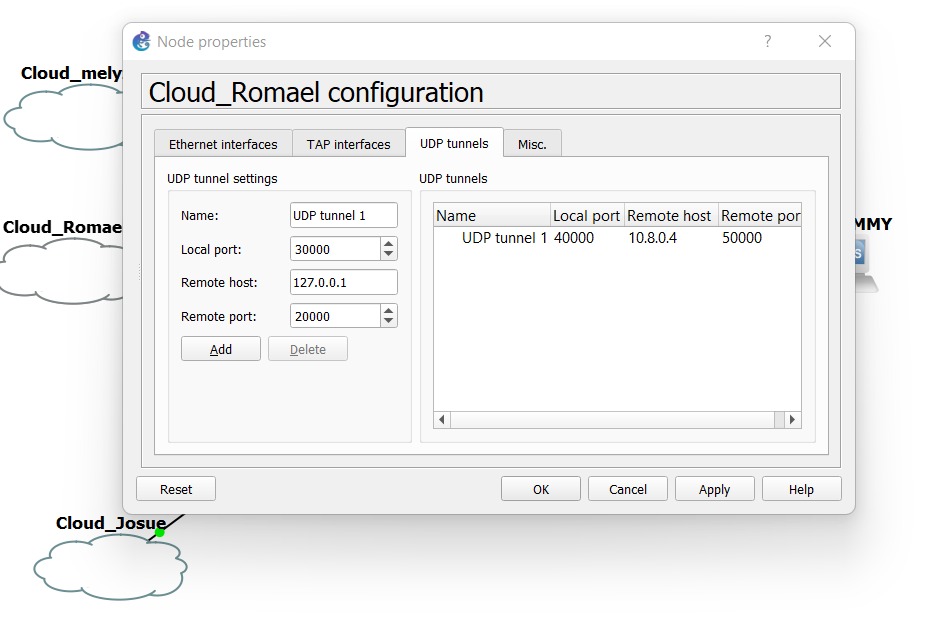 Node properties
?
Cloud_mely
Cloud_Romael configuration
Ethernet interfaces TAP interfaces UDP tunnels Misc.
UDP tunnel settings UDP tunnels
Name: UDP tunnel 1
Local port: 30000
Remote host: 127.0.0.1
Remote port: 20000
Add Delete
Name Local port Remote host Remote por
UDP tunnel 1 40000 10.8.0.4 50000
Cloud_Romae
MMY
S
Reset OK Cancel Apply Help
Cloud_Josue